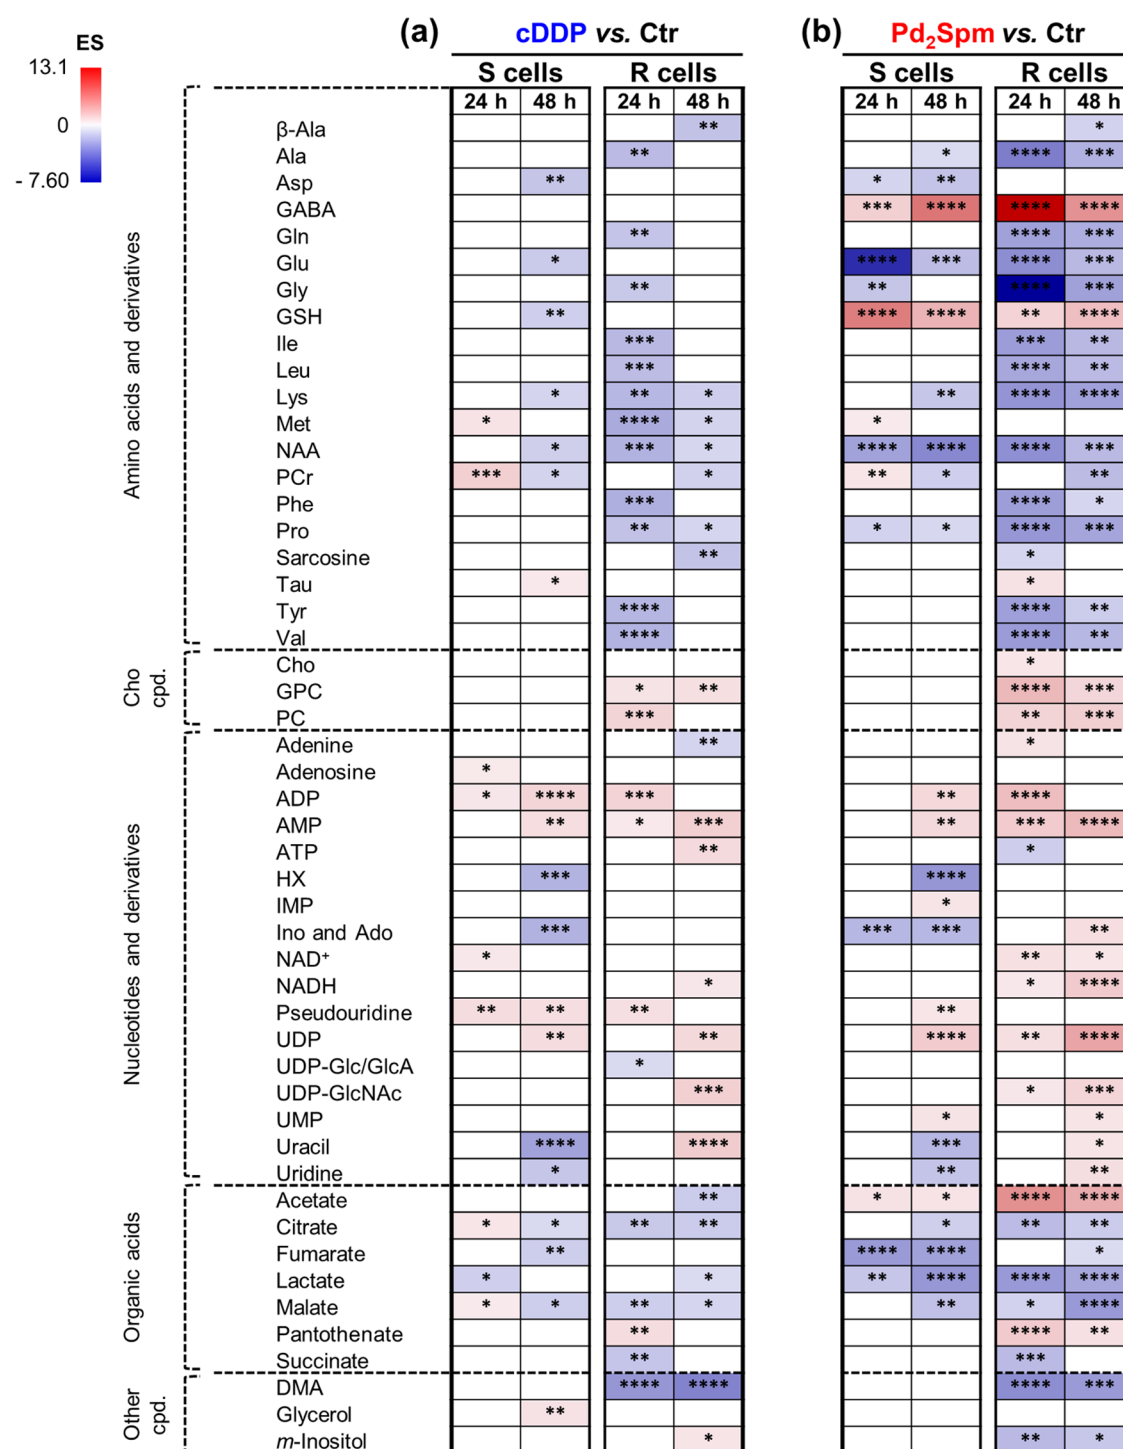 (a) cDDP vs. Ctr (b) Pd2Spm vs. Ctr
ES
S cells R cells S cells R cells
13.1
24 h 48 h 24 h 48 h 24 h 48 h 24 h 48 h
0
- 7.60
Amino acids and derivatives
β-Ala ** *
Ala ** * **** ***
Asp ** * **
GABA *** **** **** ****
Gln ** **** ***
Glu * **** *** **** ***
Gly ** ** **** ***
GSH ** **** **** ** ****
Ile *** *** **
Leu *** **** **
Lys * ** * ** **** ****
Met * **** * *
NAA * *** * **** **** **** ***
PCr *** * * ** * **
Phe *** **** *
Pro ** * * * **** ***
Sarcosine ** *
Tau * *
Tyr **** **** **
Val **** **** **
Cho cpd.
Cho *
GPC * ** **** ***
PC *** ** ***
Nucleotides and derivatives
Adenine ** *
Adenosine *
ADP * **** *** ** ****
AMP ** * *** ** *** ****
ATP ** *
HX *** ****
IMP *
Ino and Ado *** *** *** **
NAD+ * ** *
NADH * * ****
Pseudouridine ** ** ** **
UDP ** ** **** ** ****
UDP-Glc/GlcA *
UDP-GlcNAc *** * ***
UMP * *
Uracil **** **** *** *
Uridine * ** **
Organic acids
Acetate ** * * **** ****
Citrate * * ** ** * ** **
Fumarate ** **** **** *
Lactate * * ** **** **** ****
Malate * * ** * ** * ****
Pantothenate ** **** **
Succinate ** ***
Other cpd.
DMA **** **** **** ***
Glycerol **
m-Inositol * ** *